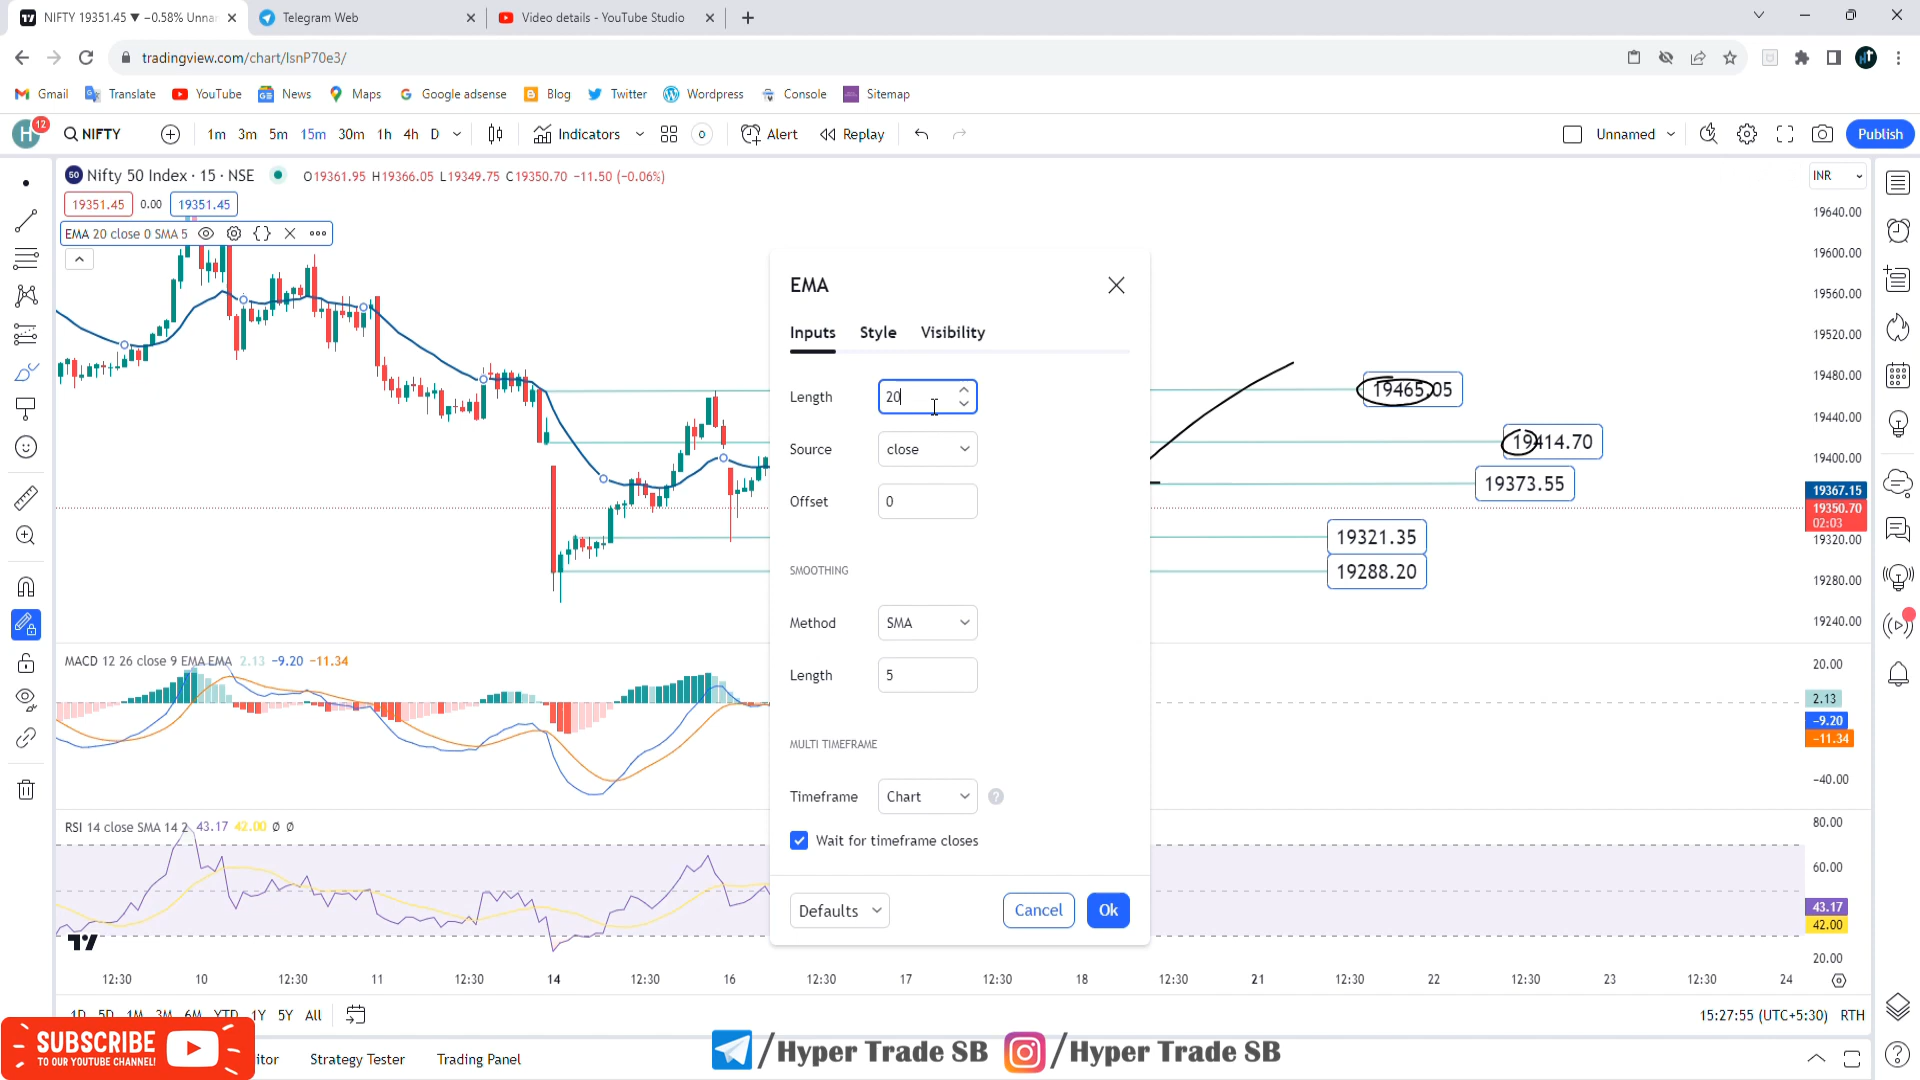 NIFTY 19351.45 ▼ −0.58% Unnar
Telegram Web
Video details - YouTube Studio
tradingview.com/chart/IsnP70e3/
Gmail Translate YouTube News Maps Google adsense Blog Twitter Wordpress Console Sitemap
H 12 NIFTY 1m 3m 5m 15m 30m 1h 4h D Indicators Alert Replay Unnamed Publish
50 Nifty 50 Index · 15 · NSE O19361.95 H19366.05 L19349.75 C19350.70 −11.50 (−0.06%)
INR
19351.45 0.00 19351.45
EMA 20 close 0 SMA 5
19640.00
19600.00
19560.00
19520.00
19480.00
19440.00
19400.00
19367.15
19350.70
02:03
19320.00
19280.00
19240.00
EMA
Inputs Style Visibility
Length 20
Source close
Offset 0
SMOOTHING
Method SMA
Length 5
MULTI TIMEFRAME
Timeframe Chart ?
Wait for timeframe closes
Defaults Cancel Ok
19465.05
19414.70
19373.55
19321.35
19288.20
MACD 12 26 close 9 EMA EMA 2.13 −9.20 −11.34
20.00
2.13
−9.20
−11.34
−40.00
RSI 14 close SMA 14 2 43.17 42.00 Ø Ø
80.00
60.00
43.17
42.00
20.00
12:30 10 12:30 11 12:30 14 12:30 16 12:30 17 12:30 18 12:30 21 12:30 22 12:30 23 12:30 24
1D 5D 1M 3M 6M YTD 1Y 5Y All
15:27:55 (UTC+5:30) RTH
SUBSCRIBE
TO OUR YOUTUBE CHANNEL!
itor Strategy Tester Trading Panel
/Hyper Trade SB /Hyper Trade SB